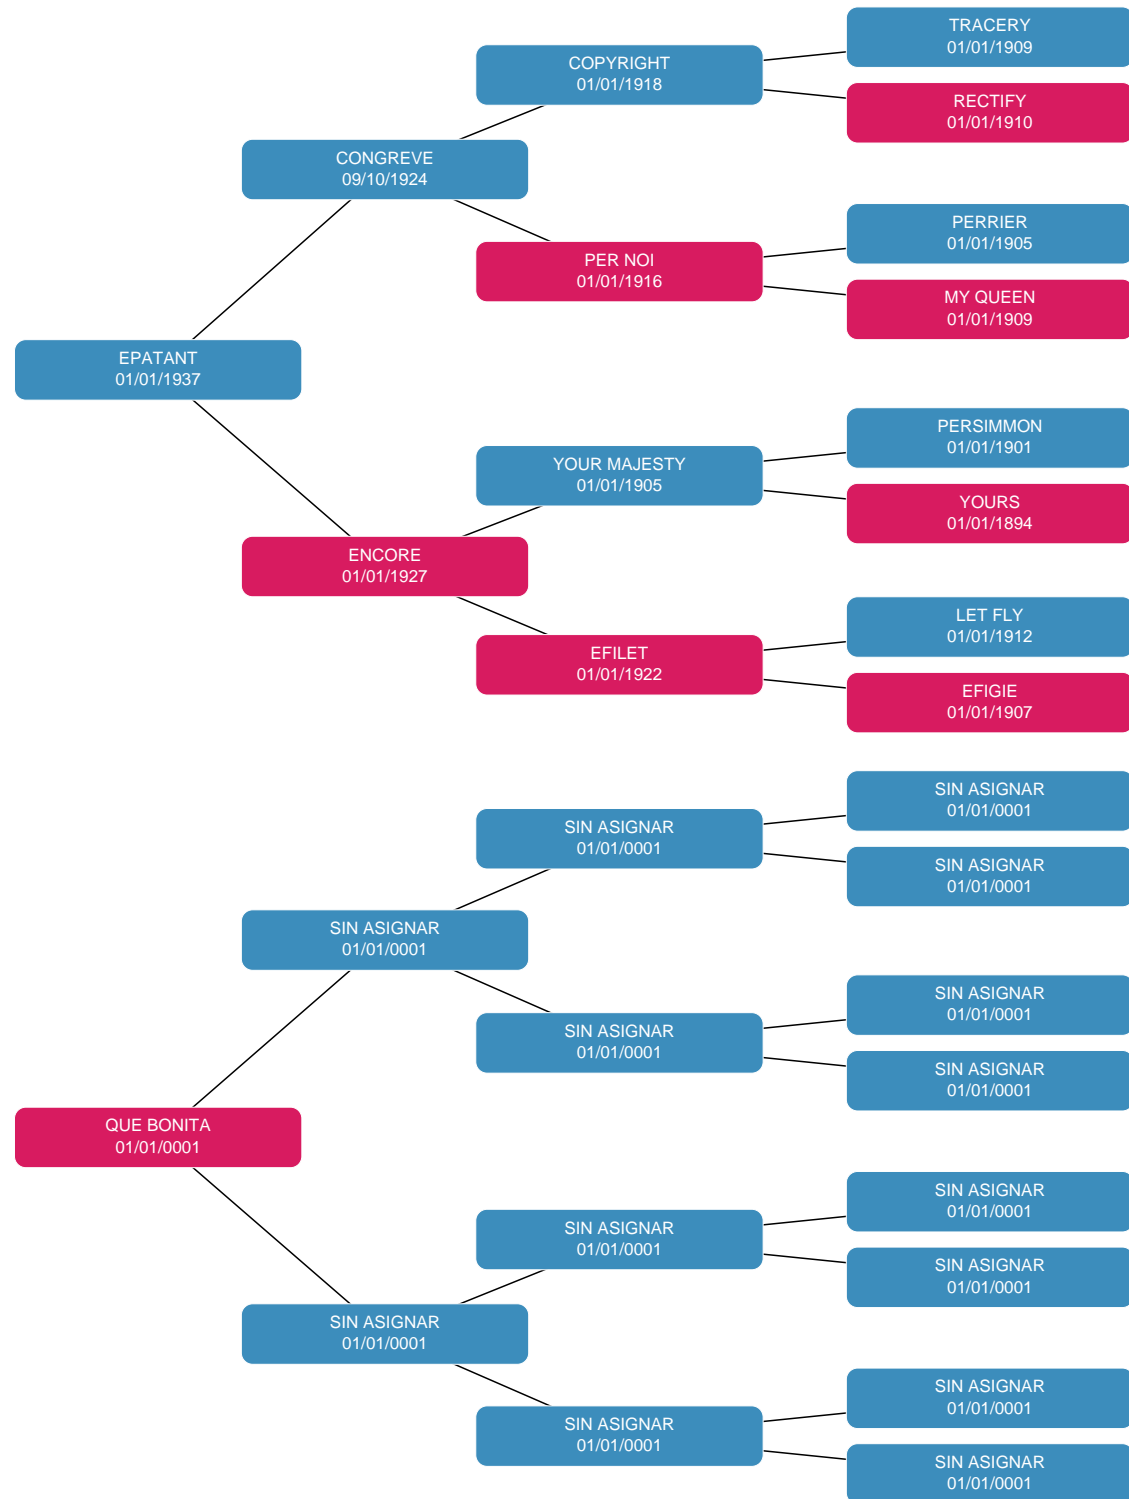 TRACERY
01/01/1909
COPYRIGHT
01/01/1918
RECTIFY
01/01/1910
CONGREVE
09/10/1924
PERRIER
01/01/1905
PER NOI
01/01/1916
MY QUEEN
01/01/1909
EPATANT
01/01/1937
PERSIMMON
01/01/1901
YOUR MAJESTY
01/01/1905
YOURS
01/01/1894
ENCORE
01/01/1927
LET FLY
01/01/1912
EFILET
01/01/1922
EFIGIE
01/01/1907
SIN ASIGNAR
01/01/0001
SIN ASIGNAR
01/01/0001
SIN ASIGNAR
01/01/0001
SIN ASIGNAR
01/01/0001
SIN ASIGNAR
01/01/0001
SIN ASIGNAR
01/01/0001
SIN ASIGNAR
01/01/0001
QUE BONITA
01/01/0001
SIN ASIGNAR
01/01/0001
SIN ASIGNAR
01/01/0001
SIN ASIGNAR
01/01/0001
SIN ASIGNAR
01/01/0001
SIN ASIGNAR
01/01/0001
SIN ASIGNAR
01/01/0001
SIN ASIGNAR
01/01/0001